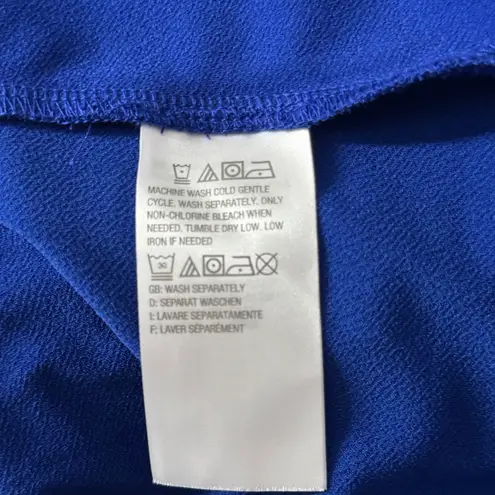 MACHINE WASH COLD GENTLE
CYCLE. WASH SEPARATELY. ONLY
NON-CHLORINE BLEACH WHEN
NEEDED. TUMBLE DRY LOW. LOW
IRON IF NEEDED
30
GB: WASH SEPARATELY
D: SEPARAT WASCHEN
I: LAVARE SEPARATAMENTE
F: LAVER SÉPARÉMENT